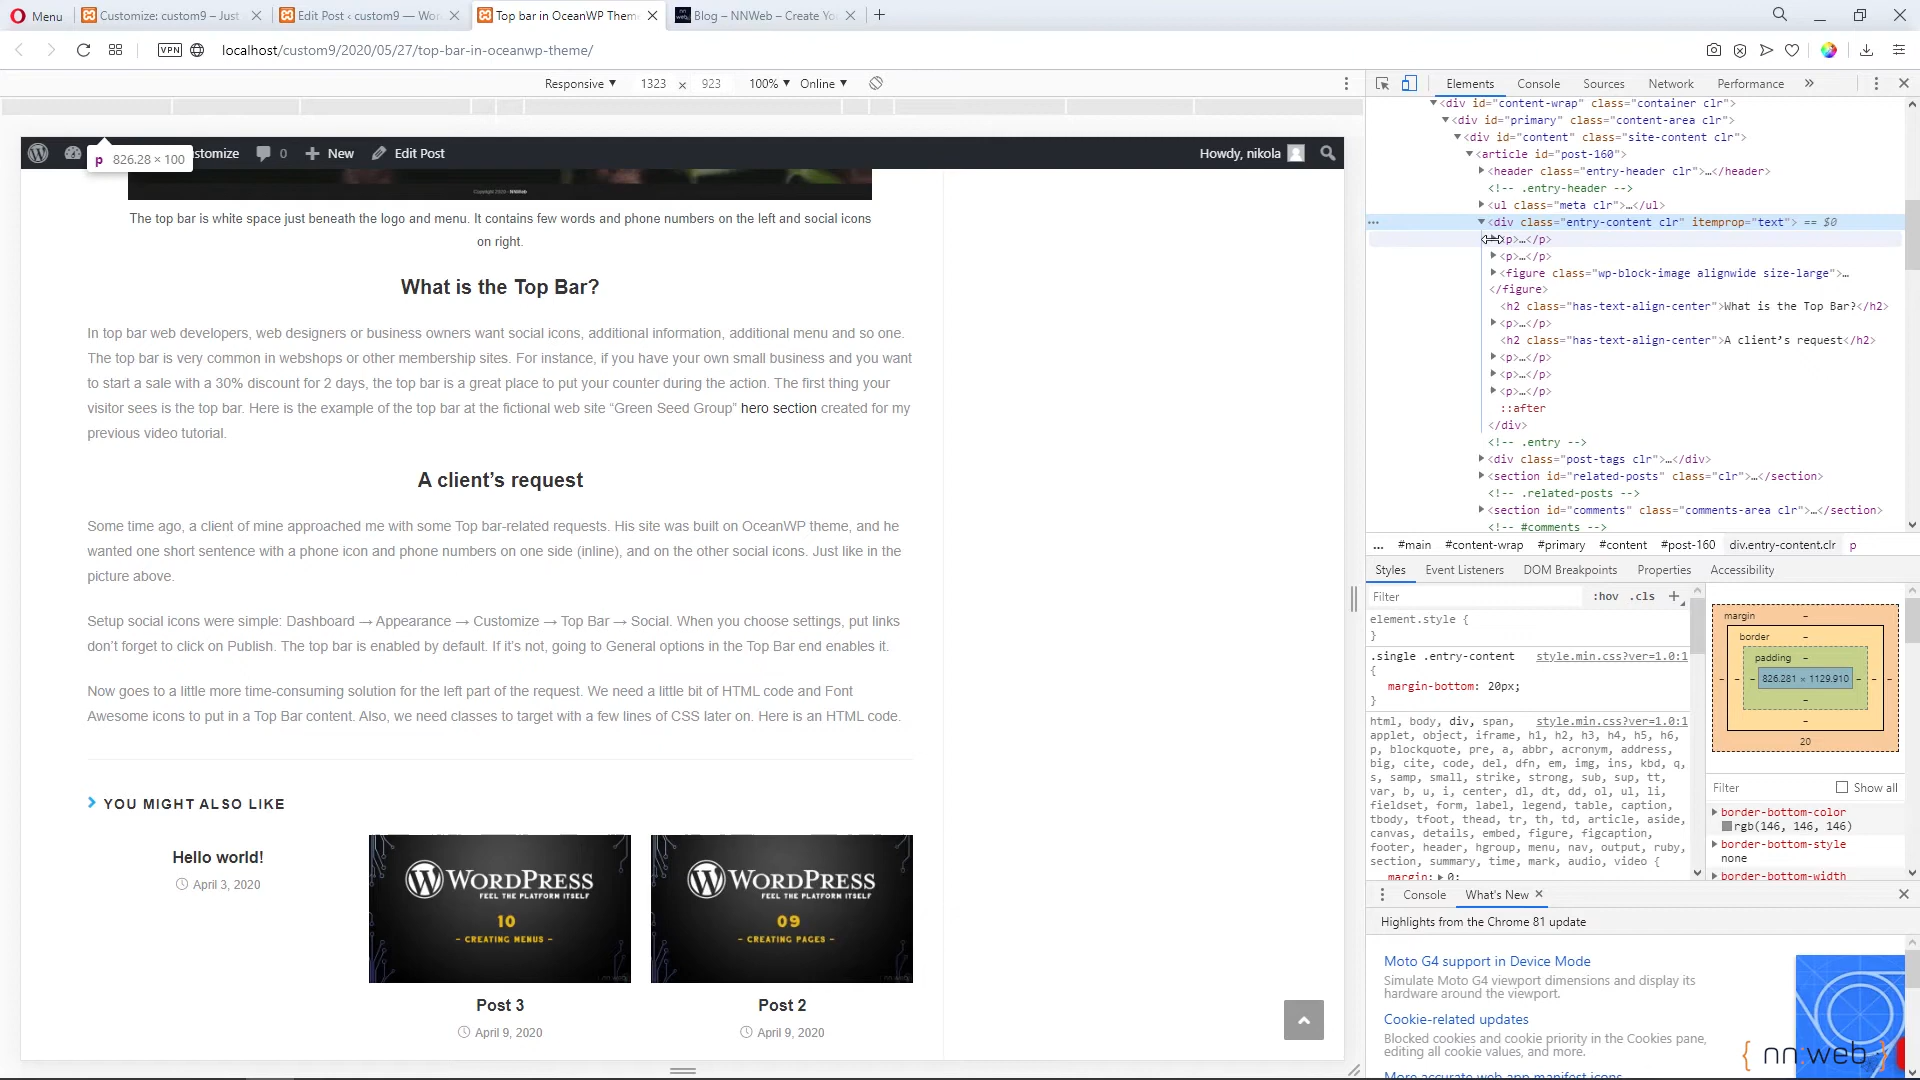 Menu
Customize: custom9 – Just
Edit Post ‹ custom9 — Wor
Top bar in OceanWP Them
Blog – NNWeb – Create Yo
VPN
localhost/custom9/2020/05/27/top-bar-in-oceanwp-theme/
Responsive ▼ 1323 × 923 100% ▼ Online ▼
p 826.28 × 100
ustomize
0
New
Edit Post
Howdy, nikola
Copyright 2020 - NNWeb
The top bar is white space just beneath the logo and menu. It contains few words and phone numbers on the left and social icons
on right.
What is the Top Bar?
In top bar web developers, web designers or business owners want social icons, additional information, additional menu and so one.
The top bar is very common in webshops or other membership sites. For instance, if you have your own small business and you want
to start a sale with a 30% discount for 2 days, the top bar is a great place to put your counter during the action. The first thing your
visitor sees is the top bar. Here is the example of the top bar at the fictional web site “Green Seed Group” hero section created for my
previous video tutorial.
A client’s request
Some time ago, a client of mine approached me with some Top bar-related requests. His site was built on OceanWP theme, and he
wanted one short sentence with a phone icon and phone numbers on one side (inline), and on the other social icons. Just like in the
picture above.
Setup social icons were simple: Dashboard → Appearance → Customize → Top Bar → Social. When you choose settings, put links
don’t forget to click on Publish. The top bar is enabled by default. If it’s not, going to General options in the Top Bar end enables it.
Now goes to a little more time-consuming solution for the left part of the request. We need a little bit of HTML code and Font
Awesome icons to put in a Top Bar content. Also, we need classes to target with a few lines of CSS later on. Here is an HTML code.
YOU MIGHT ALSO LIKE
Hello world!
April 3, 2020
WORDPRESS
FEEL THE PLATFORM ITSELF
10
– CREATING MENUS –
Post 3
April 9, 2020
WORDPRESS
FEEL THE PLATFORM ITSELF
09
– CREATING PAGES –
Post 2
April 9, 2020
Elements Console Sources Network Performance »
<div id="content-wrap" class="container clr">
<div id="primary" class="content-area clr">
<div id="content" class="site-content clr">
<article id="post-160">
<header class="entry-header clr">…</header>
<!-- .entry-header -->
<ul class="meta clr">…</ul>
<div class="entry-content clr" itemprop="text"> == $0
<p>…</p>
<p>…</p>
<figure class="wp-block-image alignwide size-large">…
</figure>
<h2 class="has-text-align-center">What is the Top Bar?</h2>
<p>…</p>
<h2 class="has-text-align-center">A client’s request</h2>
<p>…</p>
<p>…</p>
<p>…</p>
::after
</div>
<!-- .entry -->
<div class="post-tags clr">…</div>
<section id="related-posts" class="clr">…</section>
<!-- .related-posts -->
<section id="comments" class="comments-area clr">…</section>
<!-- #comments -->
... #main #content-wrap #primary #content #post-160 div.entry-content.clr p
Styles Event Listeners DOM Breakpoints Properties Accessibility
Filter :hov .cls +
element.style {
}
.single .entry-content style.min.css?ver=1.0:1
{
margin-bottom: 20px;
}
html, body, div, span, style.min.css?ver=1.0:1
applet, object, iframe, h1, h2, h3, h4, h5, h6,
p, blockquote, pre, a, abbr, acronym, address,
big, cite, code, del, dfn, em, img, ins, kbd, q,
s, samp, small, strike, strong, sub, sup, tt,
var, b, u, i, center, dl, dt, dd, ol, ul, li,
fieldset, form, label, legend, table, caption,
tbody, tfoot, thead, tr, th, td, article, aside,
canvas, details, embed, figure, figcaption,
footer, header, hgroup, menu, nav, output, ruby,
section, summary, time, mark, audio, video {
margin: 0;
margin –
border –
padding –
– – – 826.281 × 1129.910 – – –
–
–
20
Filter Show all
border-bottom-color
rgb(146, 146, 146)
border-bottom-style
none
border-bottom-width
Console What's New ×
Highlights from the Chrome 81 update
Moto G4 support in Device Mode
Simulate Moto G4 viewport dimensions and display its
hardware around the viewport.
Cookie-related updates
Blocked cookies and cookie priority in the Cookies pane,
editing all cookie values, and more.
More accurate web app manifest icons
{ nn:web }